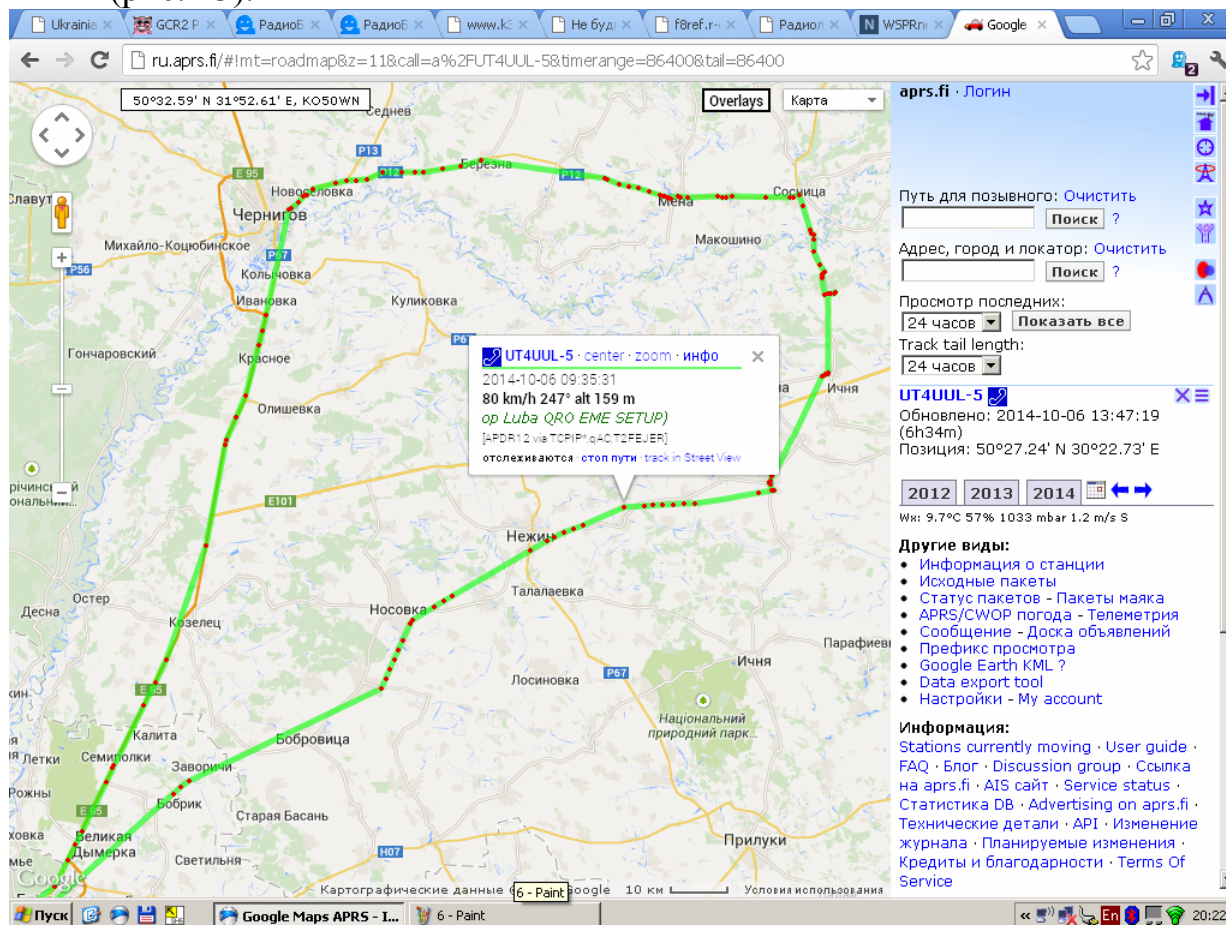 Ukrainia
GCR2 P
РадиоБ
РадиоБ
www.k3
Не буд
f8ref.r-
Радиол
WSPRn
Google
ru.aprs.fi/#!mt=roadmap&z=11&call=a%2FUT4UUL-5&timerange=86400&tail=86400
2
50°32.59' N 31°52.61' E, KO50WN
Overlays
Карта
Седнев
P13
E 95
P12
Березна
P12
Новоселовка
Мена
Сосница
Славут
Чернигов
Макошино
Михайло-Коцюбинское
P67
P56
Колычовка
Ивановка
Куликовка
Гончаровский
Красное
Ична
Олишевка
E101
Нежин
Талалаевка
Десна
Остер
Носовка
Козелец
Парафиев
Ичня
P67
Лосиновка
E 95
Національний
природний парк...
Калита
Бобровица
Летки
Семиполки
Заворичи
Рожны
Бобрик
Старая Басань
E 95
Великая
Дымерка
Прилуки
Светильня
H07
Google
Картографические данные
Google
10 км
Условия использования
6 - Paint
UT4UUL-5 · center · zoom · инфо
2014-10-06 09:35:31
80 km/h 247° alt 159 m
op Luba QRO EME SETUP)
[APDR12 via TCPIP*,qAC,T2FEJER]
отслеживаются · стоп пути · track in Street View
aprs.fi · Логин
Путь для позывного: Очистить
Поиск ?
Адрес, город и локатор: Очистить
Поиск ?
Просмотр последних:
24 часов Показать все
Track tail length:
24 часов
UT4UUL-5
Обновлено: 2014-10-06 13:47:19
(6h34m)
Позиция: 50°27.24' N 30°22.73' E
2012 2013 2014
Wx: 9.7°C 57% 1033 mbar 1.2 m/s S
Другие виды:
• Информация о станции
• Исходные пакеты
• Статус пакетов - Пакеты маяка
• APRS/CWOP погода - Телеметрия
• Сообщение - Доска объявлений
• Префикс просмотра
• Google Earth KML ?
• Data export tool
• Настройки - My account
Информация:
Stations currently moving · User guide ·
FAQ · Блог · Discussion group · Ссылка
на aprs.fi · AIS сайт · Service status ·
Статистика DB · Advertising on aprs.fi ·
Технические детали · API · Изменение
журнала · Планируемые изменения ·
Кредиты и благодарности · Terms Of
Service
Пуск
Google Maps APRS - I...
6 - Paint
En
20:22